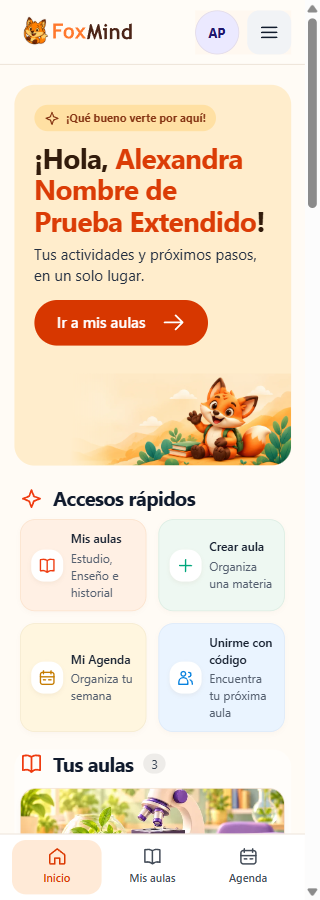 FoxMind
AP
¡Qué bueno verte por aquí!
¡Hola, Alexandra
Nombre de
Prueba Extendido!
Tus actividades y próximos pasos,
en un solo lugar.
Ir a mis aulas
Accesos rápidos
Mis aulas
Estudio,
Enseño e
historial
Crear aula
Organiza
una materia
Mi Agenda
Organiza tu
semana
Unirme con
código
Encuentra
tu próxima
aula
Tus aulas 3
Inicio
Mis aulas
Agenda